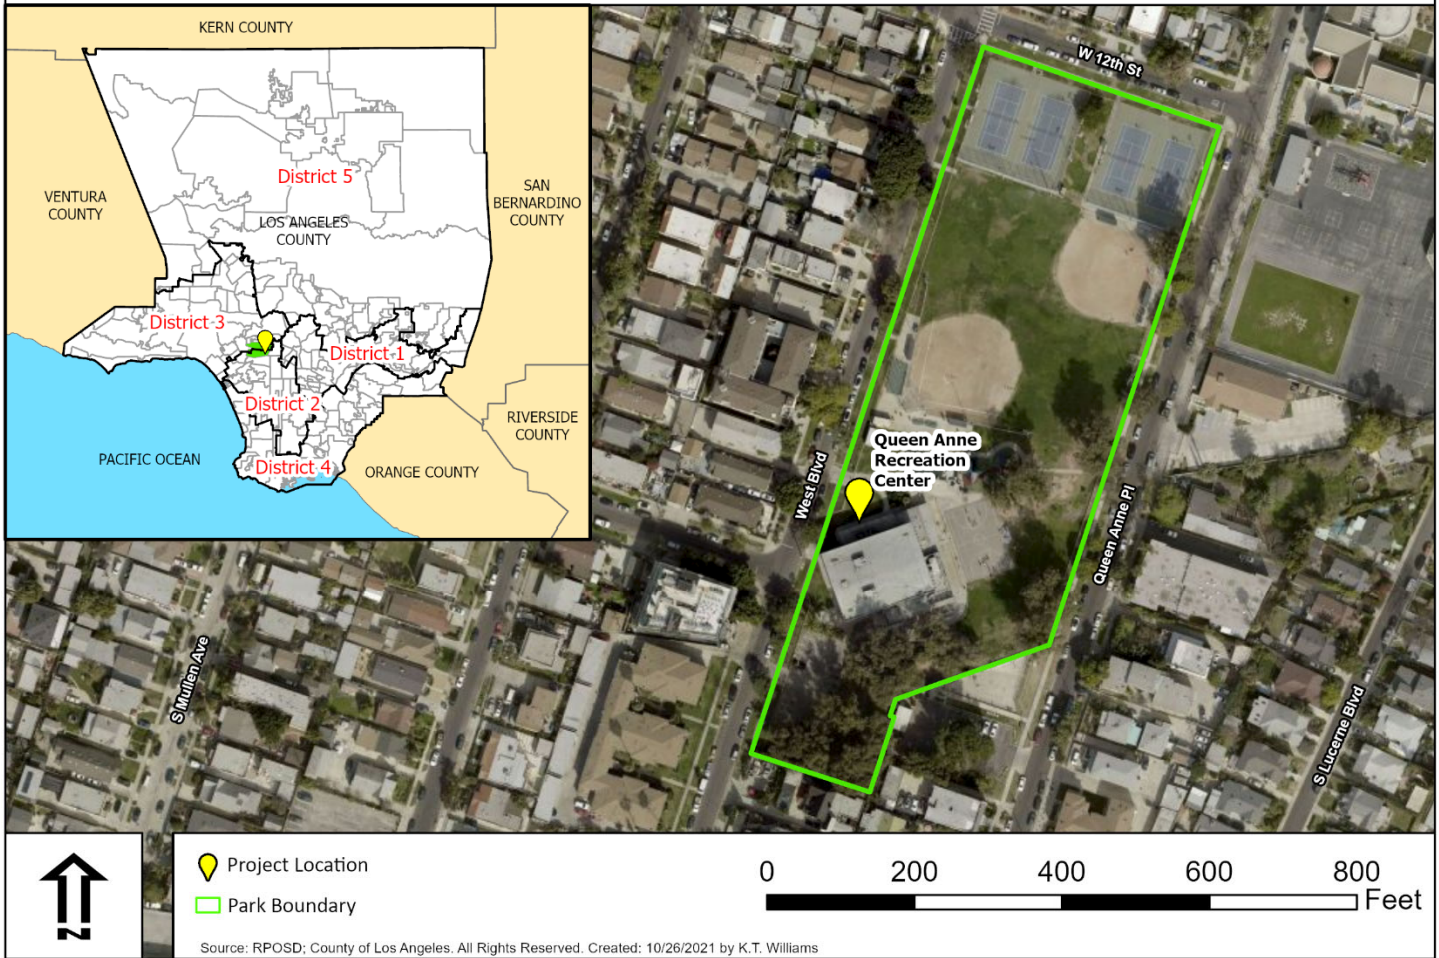 KERN COUNTY
VENTURA
COUNTY
District 5
LOS ANGELES
COUNTY
SAN
BERNARDINO
COUNTY
District 3
District 1
District 2
RIVERSIDE
COUNTY
PACIFIC OCEAN
District 4
ORANGE COUNTY
W 12th St
Queen Anne
Recreation
Center
West Blvd
Queen Anne Pl
S Mullen Ave
S Lucerne Blvd
N
Project Location
Park Boundary
0 200 400 600 800
Feet
Source: RPOSD; County of Los Angeles. All Rights Reserved. Created: 10/26/2021 by K.T. Williams